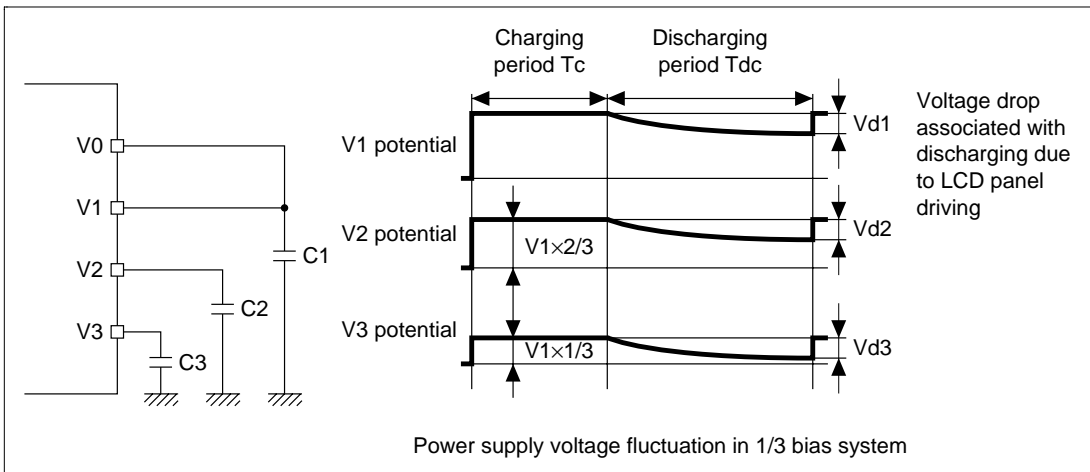 V0
V1
V2
V3
C1
C2
C3
Charging
period Tc
Discharging
period Tdc
V1 potential
V2 potential
V3 potential
V1×2/3
V1×1/3
Vd1
Vd2
Vd3
Voltage drop
associated with
discharging due
to LCD panel
driving
Power supply voltage fluctuation in 1/3 bias system